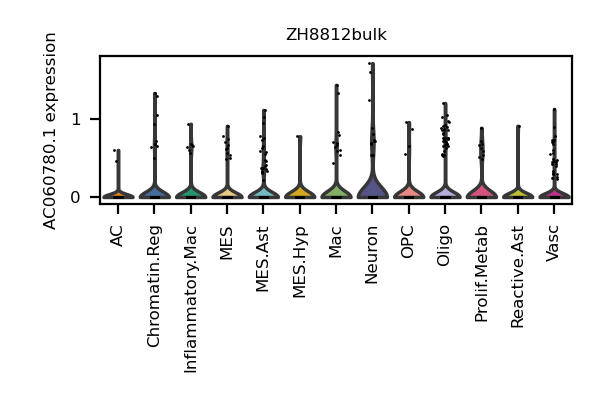 ZH8812bulk
AC060780.1 expression
1
0
AC
Chromatin.Reg
Inflammatory.Mac
MES
MES.Ast
MES.Hyp
Mac
Neuron
OPC
Oligo
Prolif.Metab
Reactive.Ast
Vasc